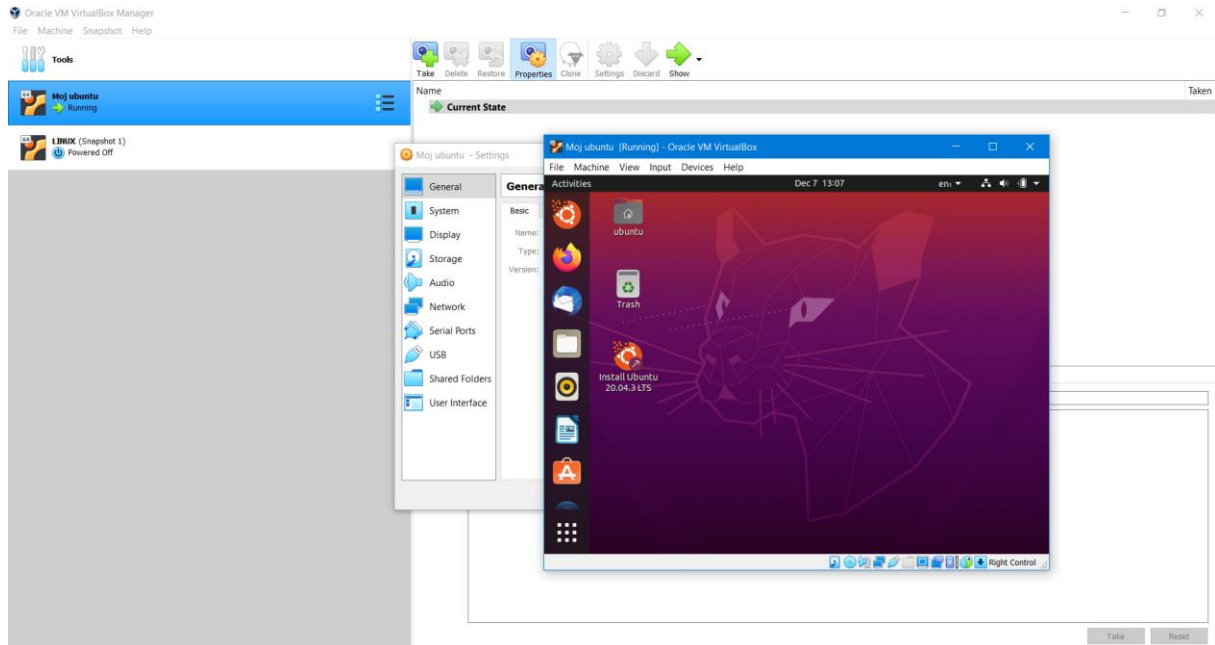 Oracle VM VirtualBox Manager
File Machine Snapshot Help
Tools
Take Delete Restore Properties Clone Settings Discard Show
Name Taken
64 Moj ubuntu
Running
Current State
64 LINUX (Snapshot 1)
Powered Off
Moj ubuntu - Settings
General
System
Display
Storage
Audio
Network
Serial Ports
USB
Shared Folders
User Interface
Genera
Basic
Name:
Type:
Version:
Moj ubuntu [Running] - Oracle VM VirtualBox
File Machine View Input Devices Help
Activities Dec 7 13:07 en₁
ubuntu
Trash
Install Ubuntu
20.04.3 LTS
Right Control
Take Reset